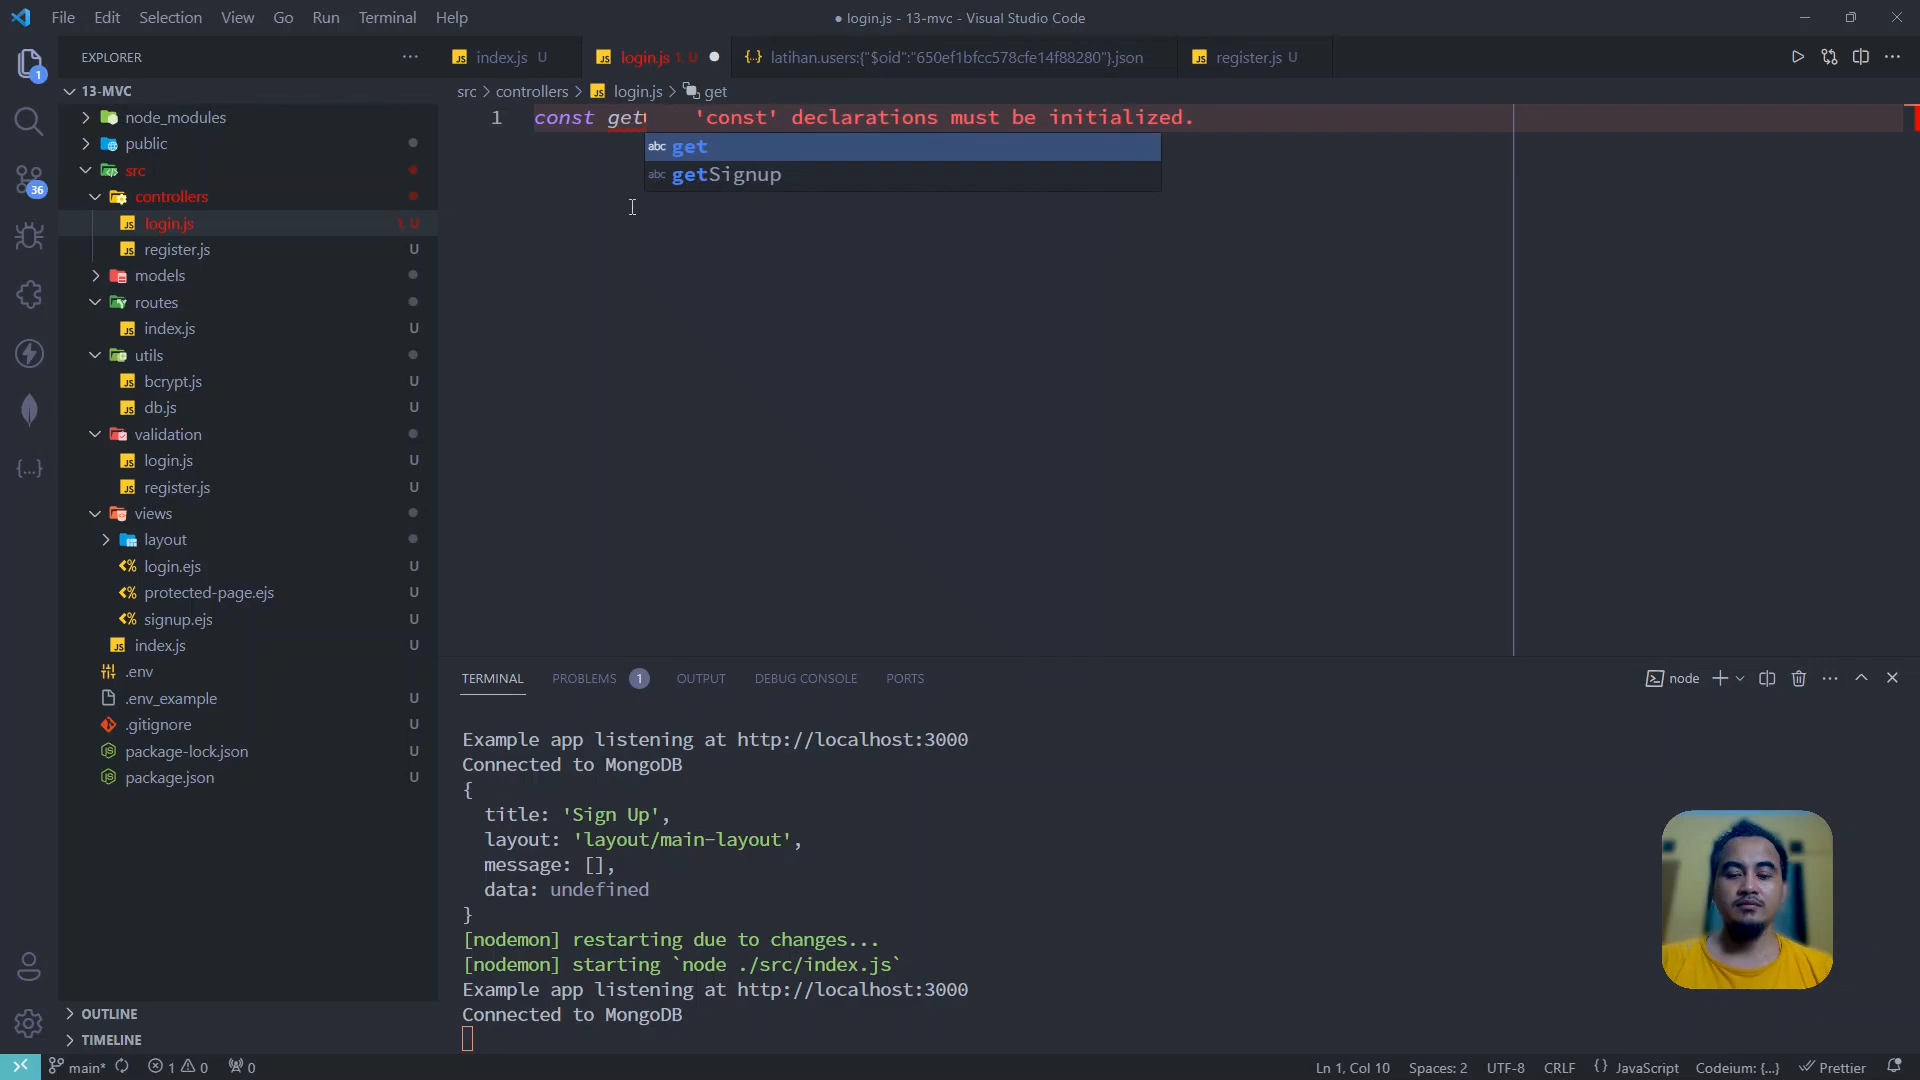 File Edit Selection View Go Run Terminal Help
● login.js - 13-mvc - Visual Studio Code
EXPLORER
index.js U
login.js 1, U
{··} latihan.users:{"$oid":"650ef1bfcc578cfe14f88280"}.json
register.js U
1
13-MVC
src > controllers > login.js > get
node_modules
public
src
controllers
login.js 1, U
register.js U
models
routes
index.js U
utils
bcrypt.js U
db.js U
validation
login.js U
register.js U
views
layout
login.ejs U
protected-page.ejs U
signup.ejs U
index.js U
.env
.env_example U
.gitignore U
package-lock.json U
package.json U
OUTLINE
TIMELINE
36
1 const get 'const' declarations must be initialized.
abc get
abc getSignup
TERMINAL PROBLEMS 1 OUTPUT DEBUG CONSOLE PORTS
node
Example app listening at http://localhost:3000
Connected to MongoDB
{
title: 'Sign Up',
layout: 'layout/main-layout',
message: [],
data: undefined
}
[nodemon] restarting due to changes...
[nodemon] starting `node ./src/index.js`
Example app listening at http://localhost:3000
Connected to MongoDB
main* 1 0 0
Ln 1, Col 10 Spaces: 2 UTF-8 CRLF {} JavaScript Codeium: {...} Prettier